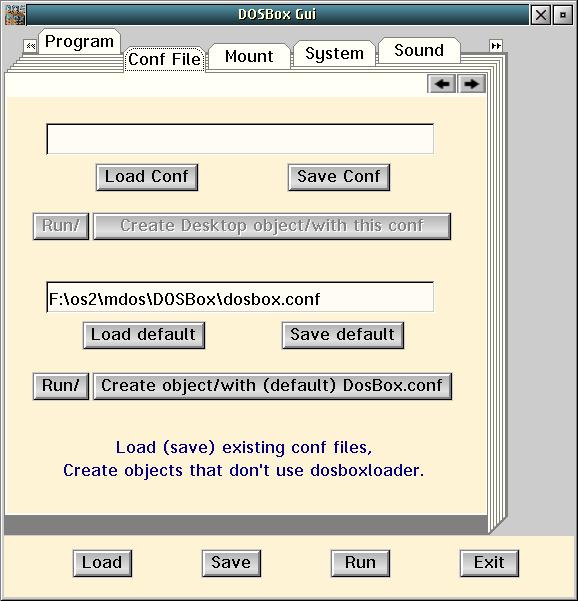 DOSBox Gui
Program
Conf File
Mount
System
Sound
Load Conf
Save Conf
Run/
Create Desktop object/with this conf
F:\os2\mdos\DOSBox\dosbox.conf
Load default
Save default
Run/
Create object/with (default) DosBox.conf
Load (save) existing conf files,
Create objects that don't use dosboxloader.
Load
Save
Run
Exit